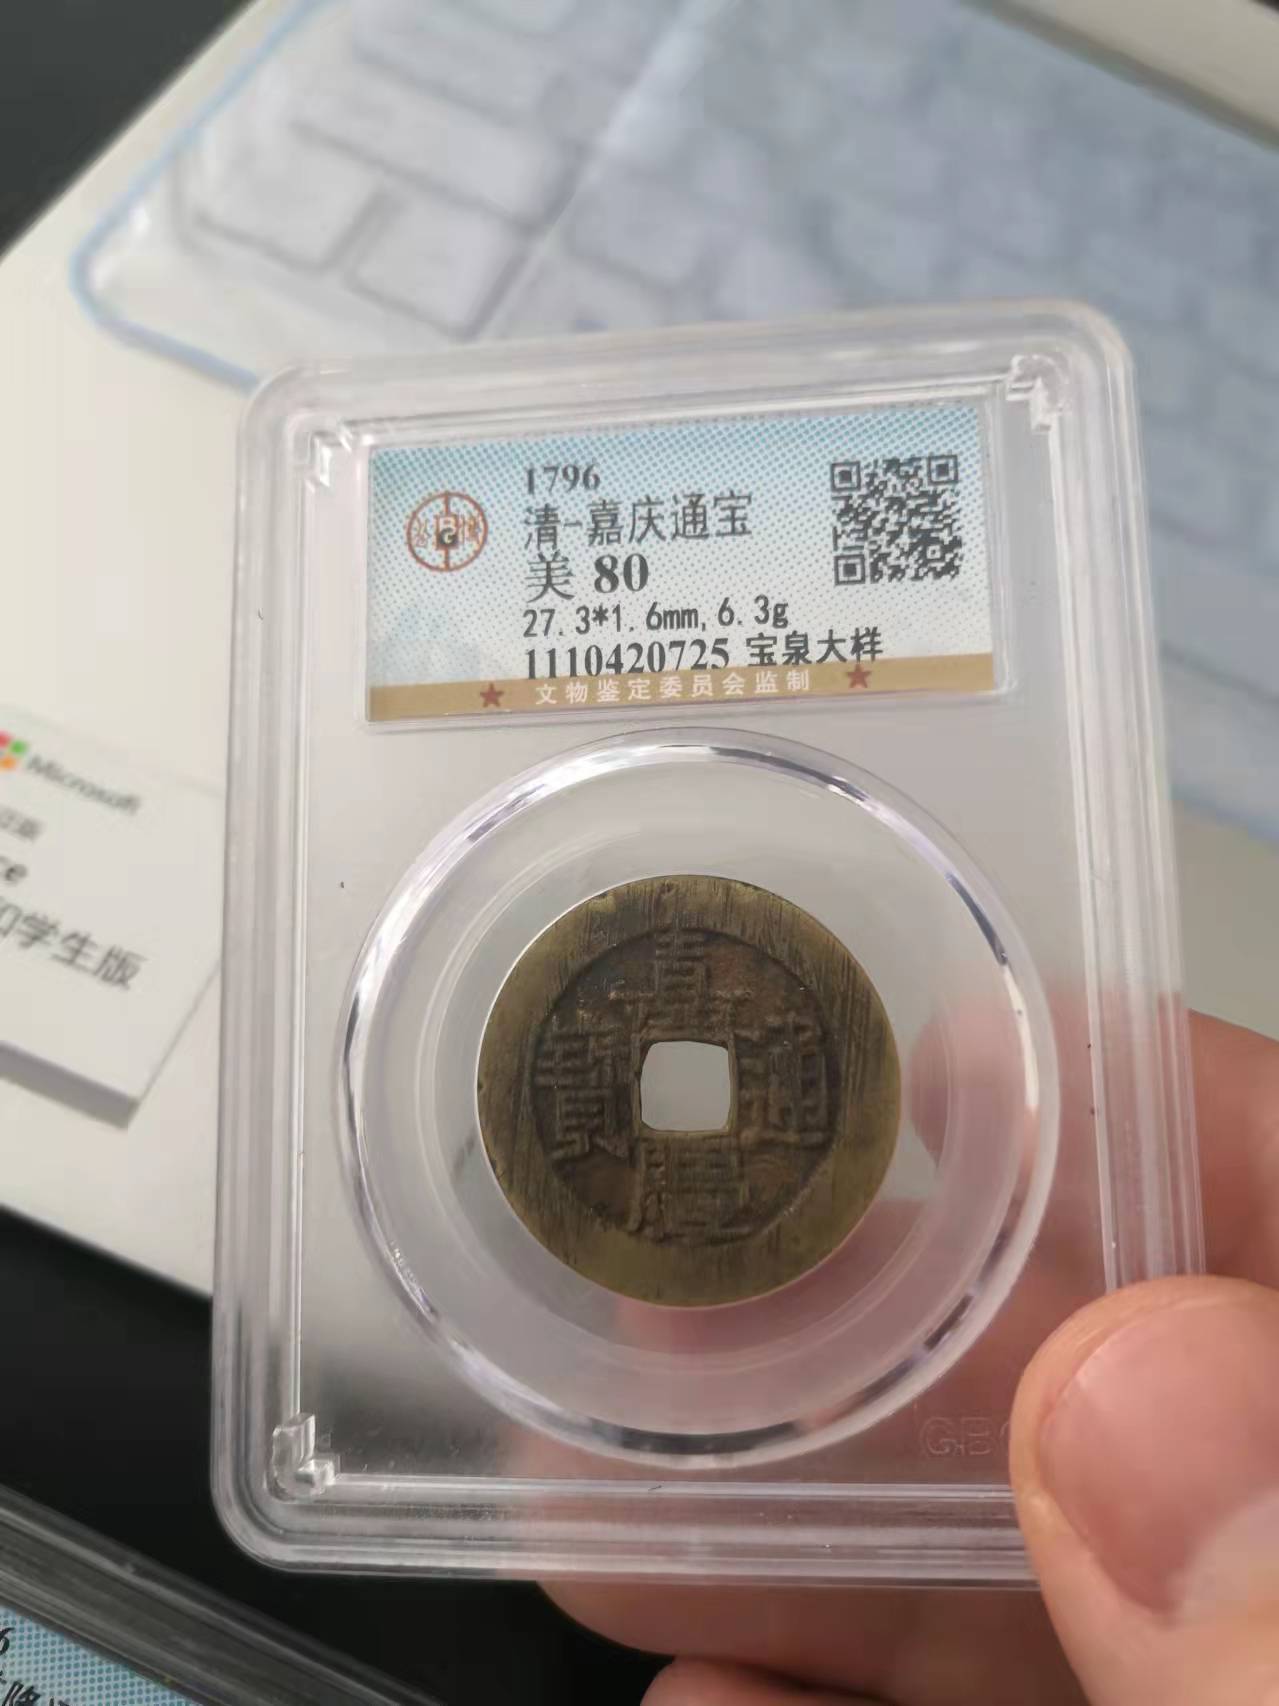 1796
清-嘉庆通宝
美 80
27.3*1.6mm,6.3g
1110420725 宝泉大样
★ 文物鉴定委员会监制 ★
嘉慶通寶
Microsoft
和学生版